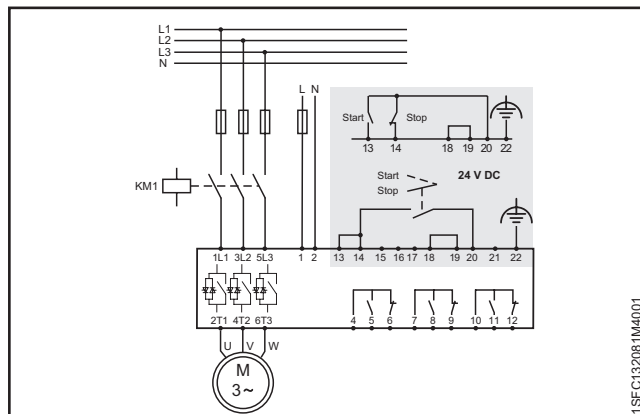 L1
L2
L3
N
L N
Start Stop
13 14 18 19 20 22
KM1
Start
Stop
24 V DC
1L1 3L2 5L3 1 2 13 14 15 16 17 18 19 20 21 22
2T1 4T2 6T3 4 5 6 7 8 9 10 11 12
U V W
M
3~
1SFC132081M4001